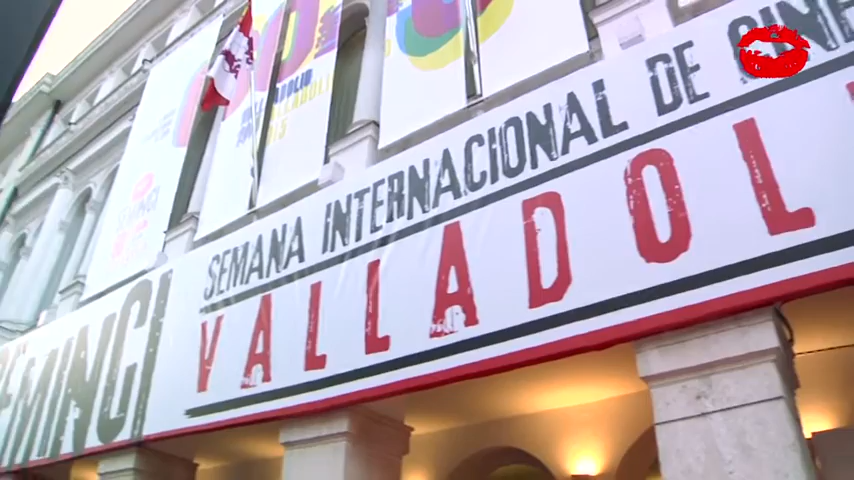 SEMANA INTERNACIONAL DE CINE
VALLADOL
SEMINCI